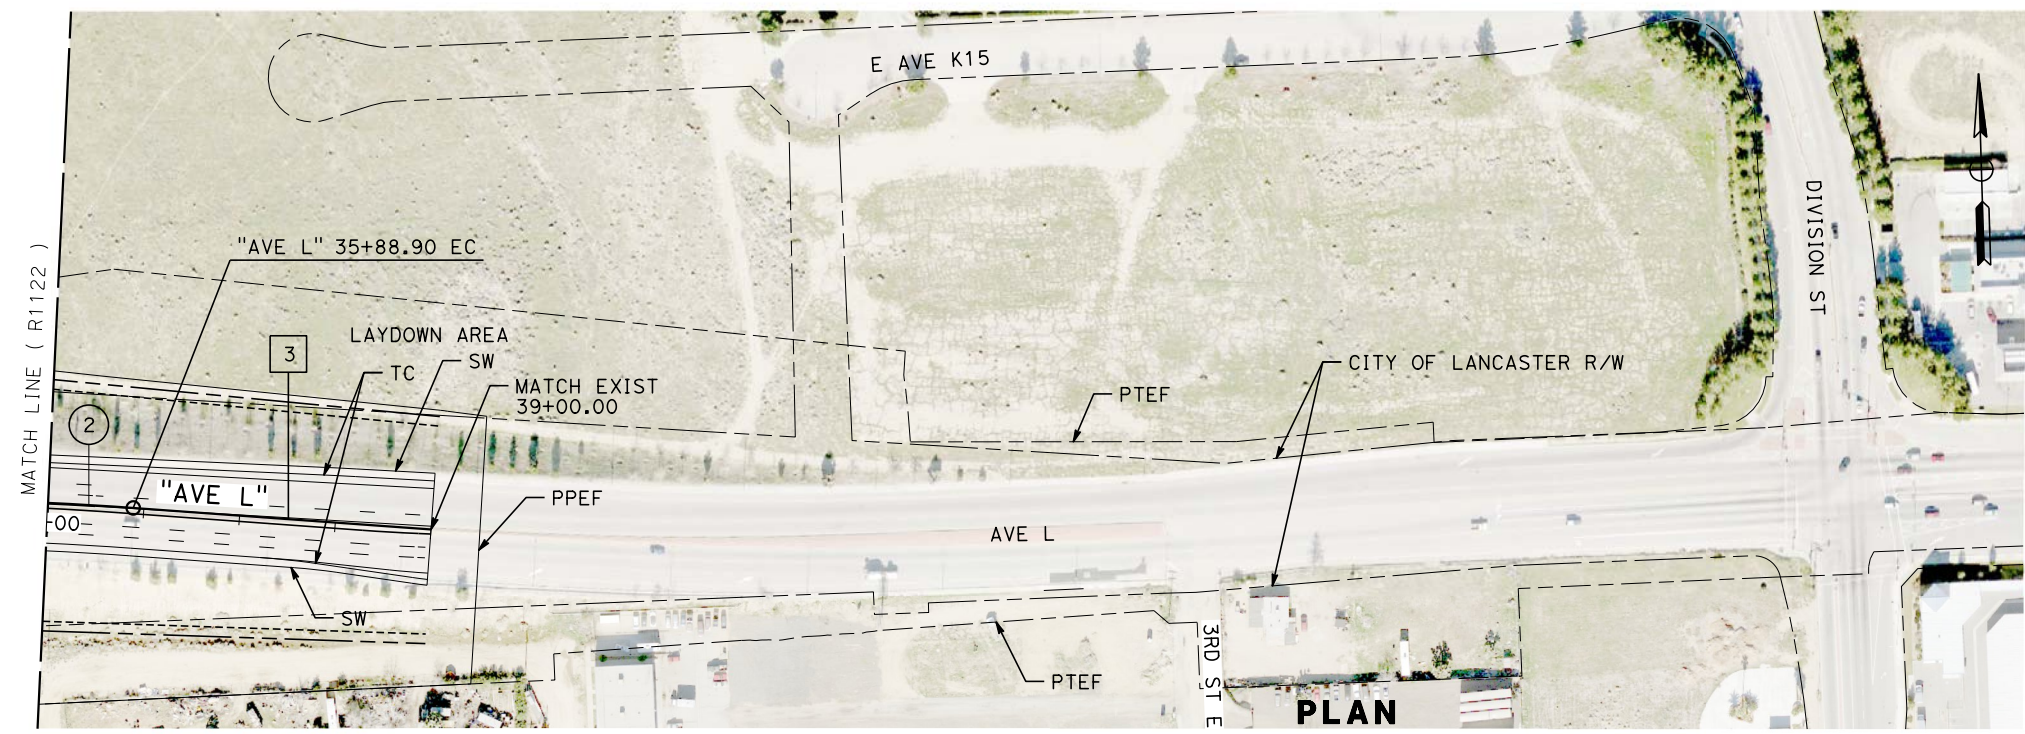 E AVE K15
DIVISION ST
MATCH LINE ( R1122 )
"AVE L" 35+88.90 EC
3
LAYDOWN AREA
SW
TC
MATCH EXIST
39+00.00
CITY OF LANCASTER R/W
PTEF
2
"AVE L"
PPEF
00
AVE L
SW
3RD ST E
PTEF
PLAN